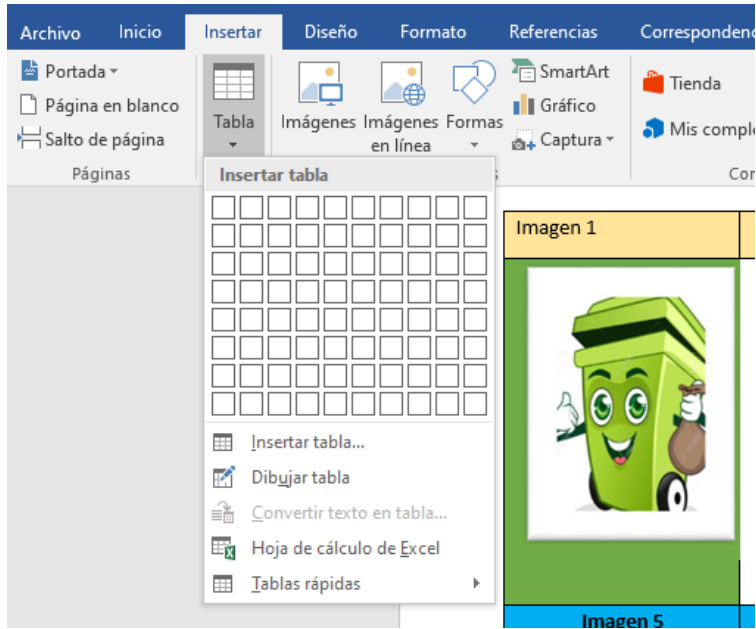 Archivo Inicio Insertar Diseño Formato Referencias
Portada
Página en blanco
Salto de página
Páginas
Tabla
Imágenes
Imágenes
en línea
Formas
SmartArt
Gráfico
Captura
Tienda
Mis
Insertar tabla
Insertar tabla...
Dibujar tabla
Convertir texto en tabla...
Hoja de cálculo de Excel
Tablas rápidas
Imagen 1
Imagen 5